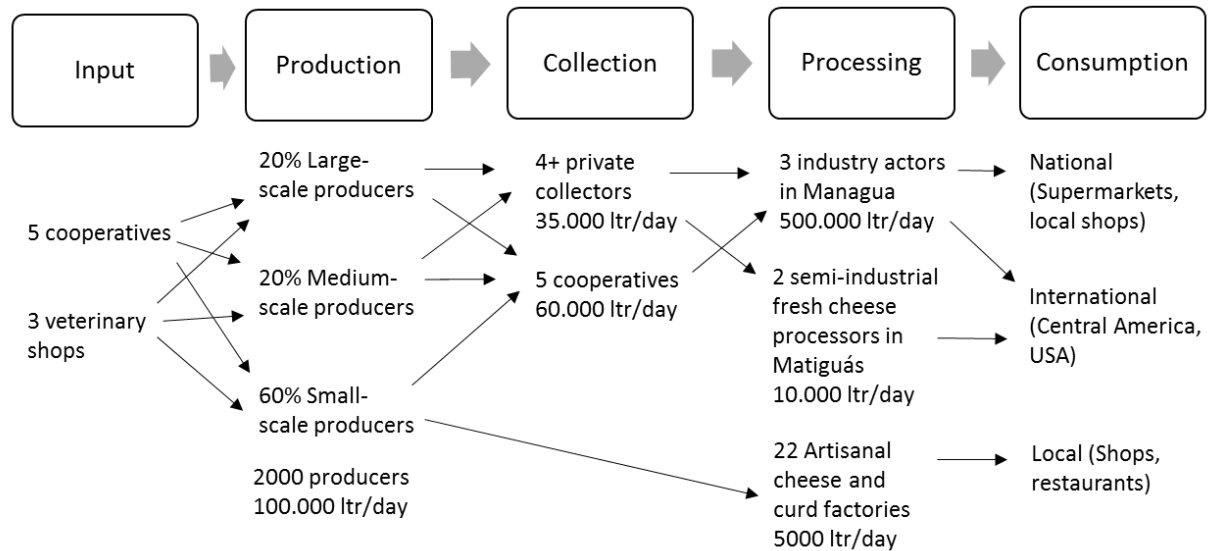 Input
Production
Collection
Processing
Consumption
5 cooperatives
3 veterinary
shops
20% Large-
scale producers
20% Medium-
scale producers
60% Small-
scale producers
2000 producers
100.000 ltr/day
4+ private
collectors
35.000 ltr/day
5 cooperatives
60.000 ltr/day
3 industry actors
in Managua
500.000 ltr/day
2 semi-industrial
fresh cheese
processors in
Matiguás
10.000 ltr/day
22 Artisanal
cheese and
curd factories
5000 ltr/day
National
(Supermarkets,
local shops)
International
(Central America,
USA)
Local (Shops,
restaurants)